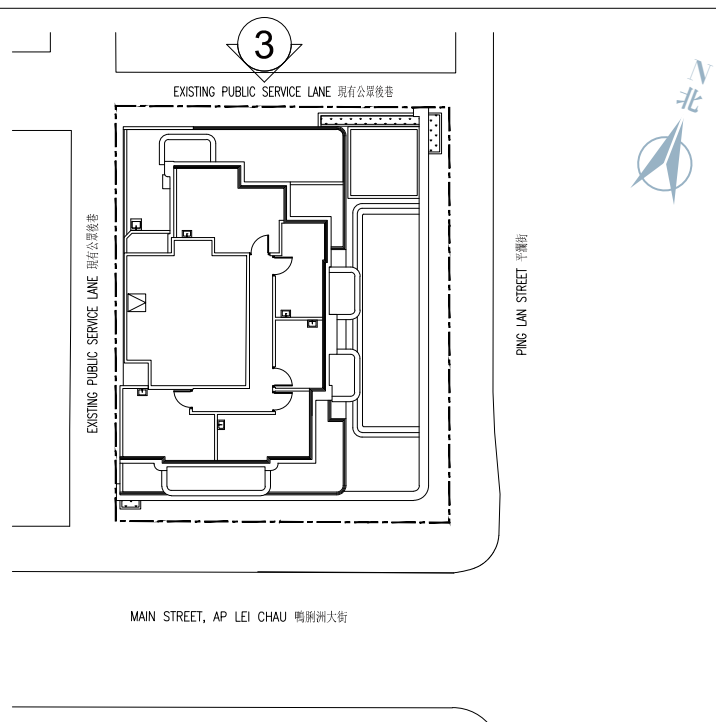 3
EXISTING PUBLIC SERVICE LANE 現有公眾後巷
N
北
EXISTING PUBLIC SERVICE LANE 現有公眾後巷
PING LAN STREET 平瀾街
MAIN STREET, AP LEI CHAU 鴨脷洲大街